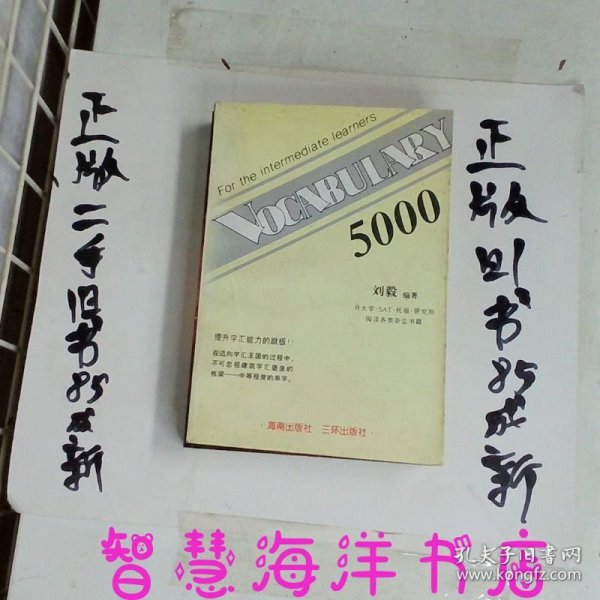 正版二手旧书85成新
For the intermediate learners
VOCABULARY
5000
刘毅 编著
升大学·SAT·托福·研究所
阅读各类杂志书籍
提升字汇能力的跳板!!
在迈向字汇王国的过程中,
不可忽视建筑字汇堡垒的
栋梁——中等程度的单字。
·海南出版社 三环出版社·
正版旧书85成新
智慧海洋书店
孔夫子旧书网
www.kongfz.com